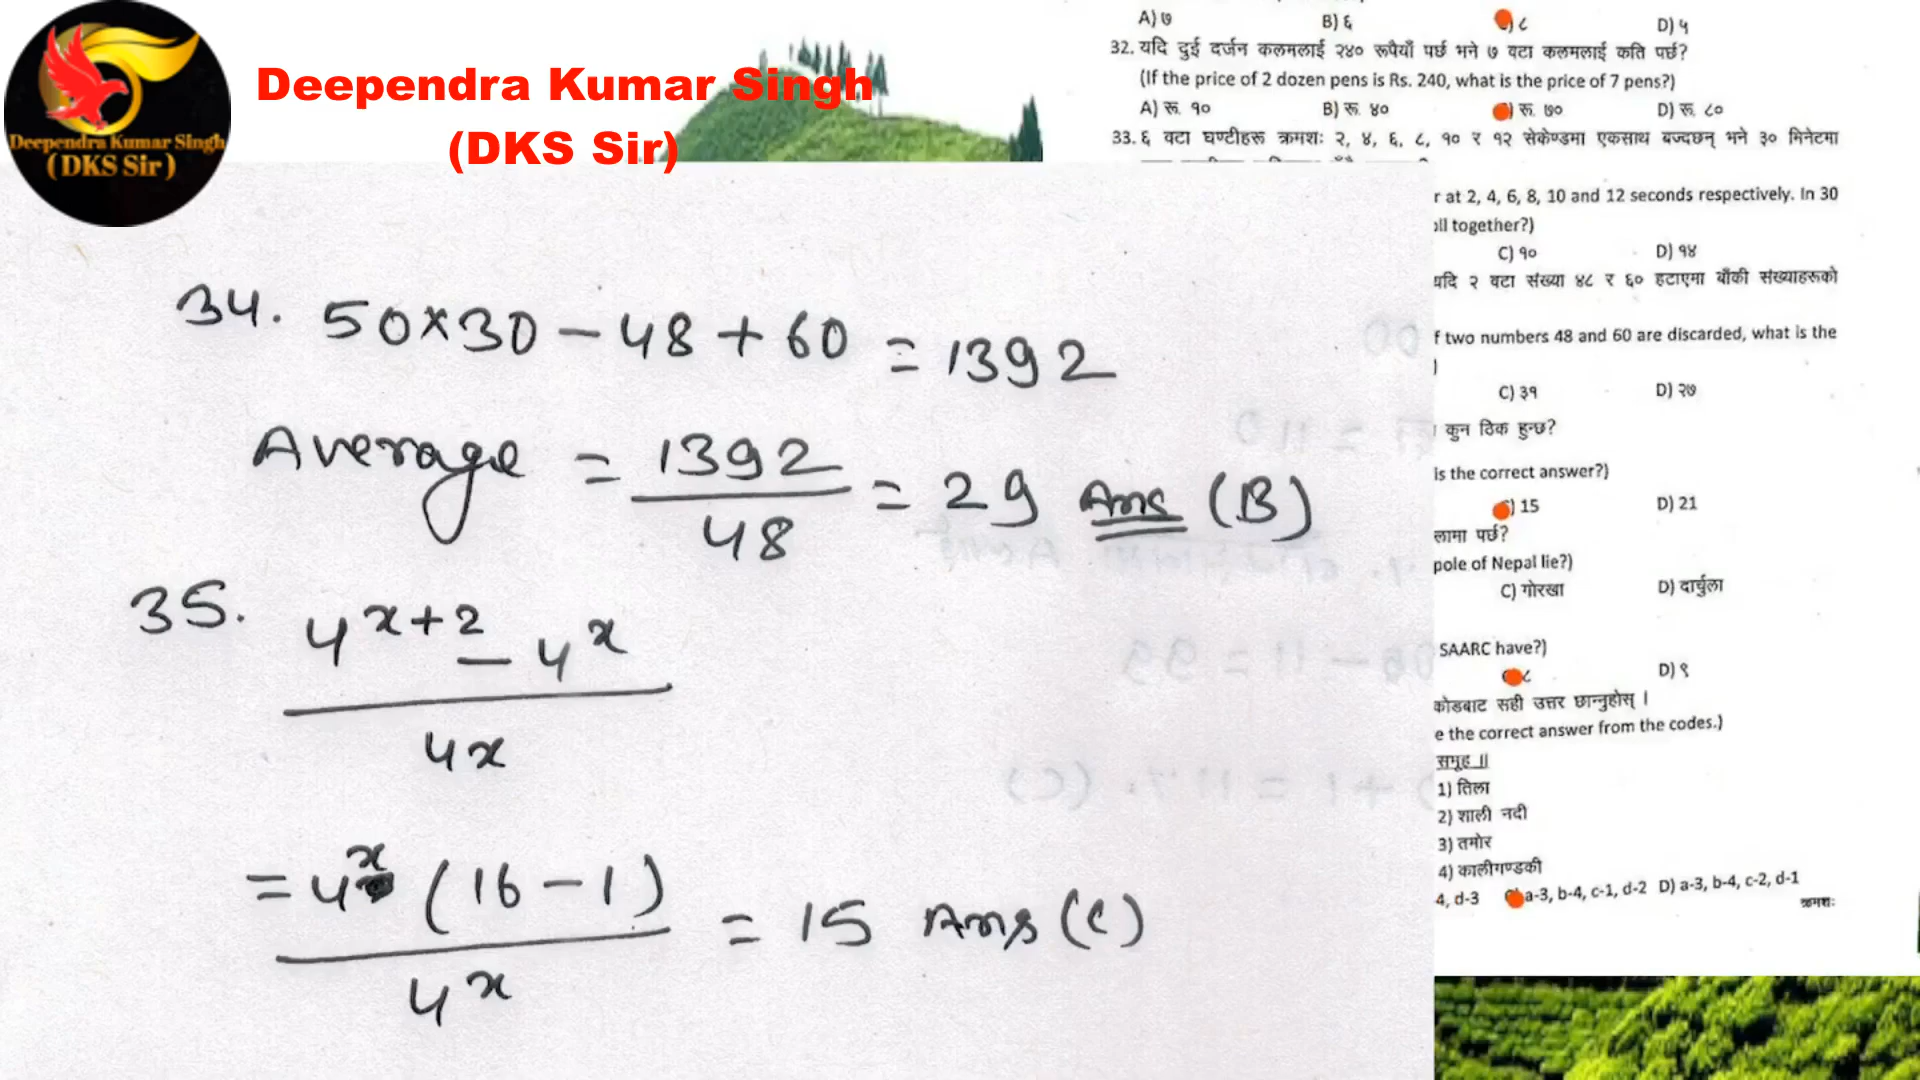 Deependra Kumar Singh
(DKS Sir)
Deependra Kumar Singh
(DKS Sir)
A) ७ B) ६ ८ D) ५
32. यदि दुई दर्जन कलमलाई २४० रूपैयाँ पर्छ भने ७ वटा कलमलाई कति पर्छ?
(If the price of 2 dozen pens is Rs. 240, what is the price of 7 pens?)
A) रू. १० B) रू. ४० ) रू. ७० D) रू. ८०
33. ६ वटा घण्टीहरू क्रमशः २, ४, ६, ८, १० र १२ सेकेण्डमा एकसाथ बज्दछन् भने ३० मिनेटमा
r at 2, 4, 6, 8, 10 and 12 seconds respectively. In 30
oll together?)
C) १० D) १४
यदि २ वटा संख्या ४८ र ६० हटाएमा बाँकी संख्याहरूको
f two numbers 48 and 60 are discarded, what is the
)
C) ३१ D) २७
कुन ठिक हुन्छ?
is the correct answer?)
) 15 D) 21
लामा पर्छ?
pole of Nepal lie?)
C) गोरखा D) दार्चुला
SAARC have?)
८ D) ९
कोडबाट सही उत्तर छान्नुहोस् ।
e the correct answer from the codes.)
समूह ॥
1) तिला
2) शाली नदी
3) तमोर
4) कालीगण्डकी
4, d-3 ) a-3, b-4, c-1, d-2 D) a-3, b-4, c-2, d-1
क्रमशः
34. 50×30 – 48 + 60 = 1392
Average = 1392/48 = 29 Ans (B)
35. 4^x+2 – 4^x
4x
= 4^x (16 – 1) = 15 Ans (C)
4^x